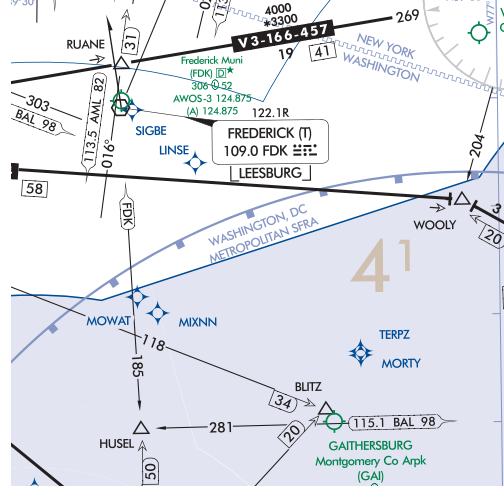 4000
*3300
269
V3-166-457
19
41
NEW YORK
WASHINGTON
RUANE
31
Frederick Muni
(FDK) D★
306 L 52
AWOS-3 124.875
(A) 124.875
122.1R
FREDERICK (T)
109.0 FDK
LEESBURG
303
BAL 98
113.5 AML 82
016°
SIGBE
LINSE
204
58
WOOLY
3
20
FDK
WASHINGTON, DC
METROPOLITAN SFRA
41
MOWAT
MIXNN
118
TERPZ
MORTY
185
BLITZ
34
20
281
115.1 BAL 98
HUSEL
50
GAITHERSBURG
Montgomery Co Arpk
(GAI)